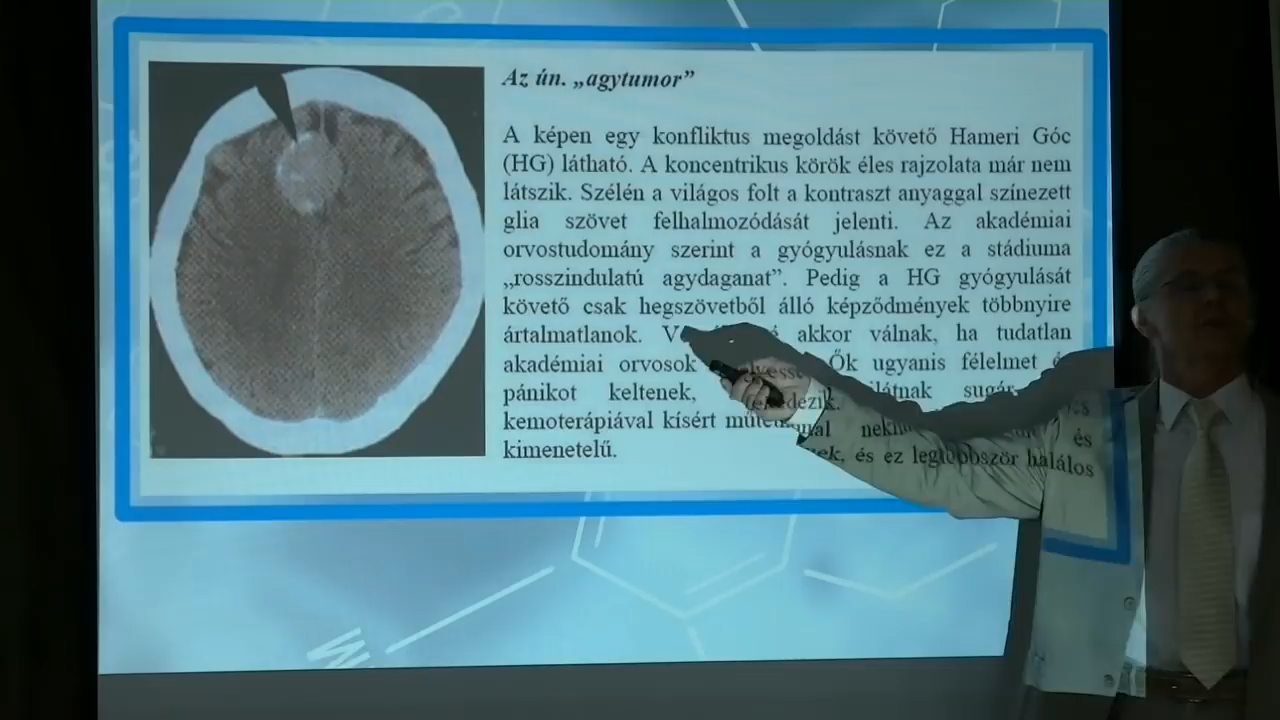 Az ún. „agytumor”
A képen egy konfliktus megoldást követő Hameri Góc
(HG) látható. A koncentrikus körök éles rajzolata már nem
látszik. Szélén a világos folt a kontraszt anyaggal színezett
glia szövet felhalmozódását jelenti. Az akadémiai
orvostudomány szerint a gyógyulásnak ez a stádiuma
„rosszindulatú agydaganat”. Pedig a HG gyógyulását
követő csak hegszövetből álló képződmények többnyire
ártalmatlanok. akkor válnak, ha tudatlan
akadémiai orvosok Ők ugyanis félelmet
pánikot keltenek, sugár
kemoterápiával kísért és
kimenetelű. és ez legtöbbször halálos